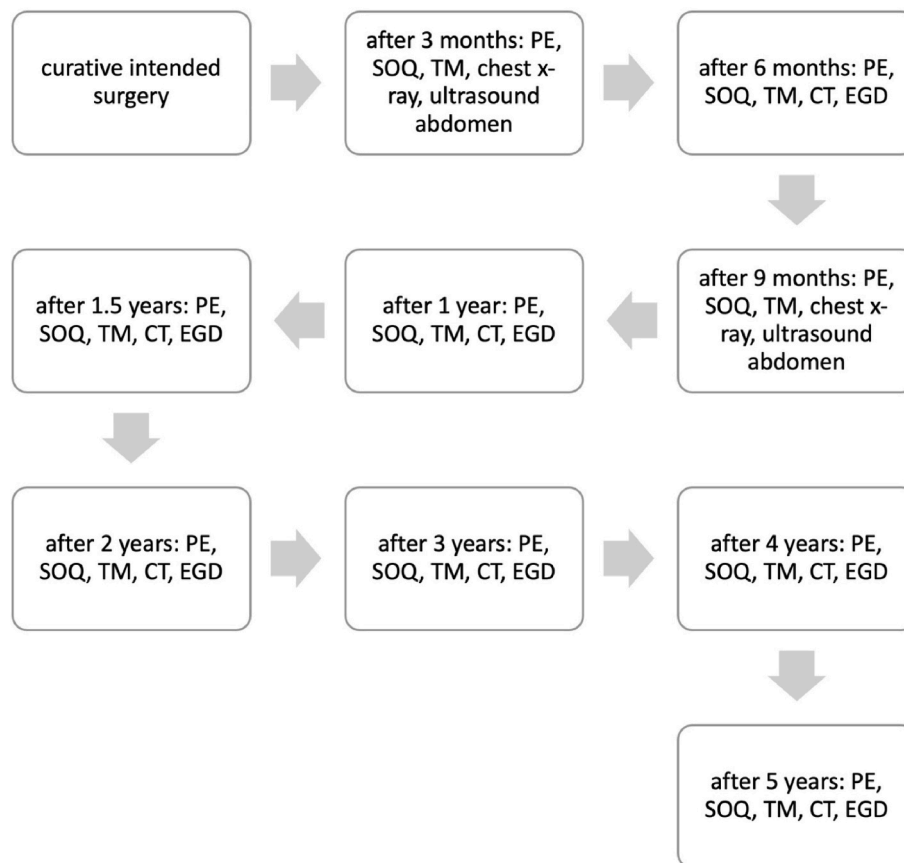 curative intended
surgery
after 3 months: PE,
SOQ, TM, chest x-
ray, ultrasound
abdomen
after 6 months: PE,
SOQ, TM, CT, EGD
after 9 months: PE,
SOQ, TM, chest x-
ray, ultrasound
abdomen
after 1 year: PE,
SOQ, TM, CT, EGD
after 1.5 years: PE,
SOQ, TM, CT, EGD
after 2 years: PE,
SOQ, TM, CT, EGD
after 3 years: PE,
SOQ, TM, CT, EGD
after 4 years: PE,
SOQ, TM, CT, EGD
after 5 years: PE,
SOQ, TM, CT, EGD